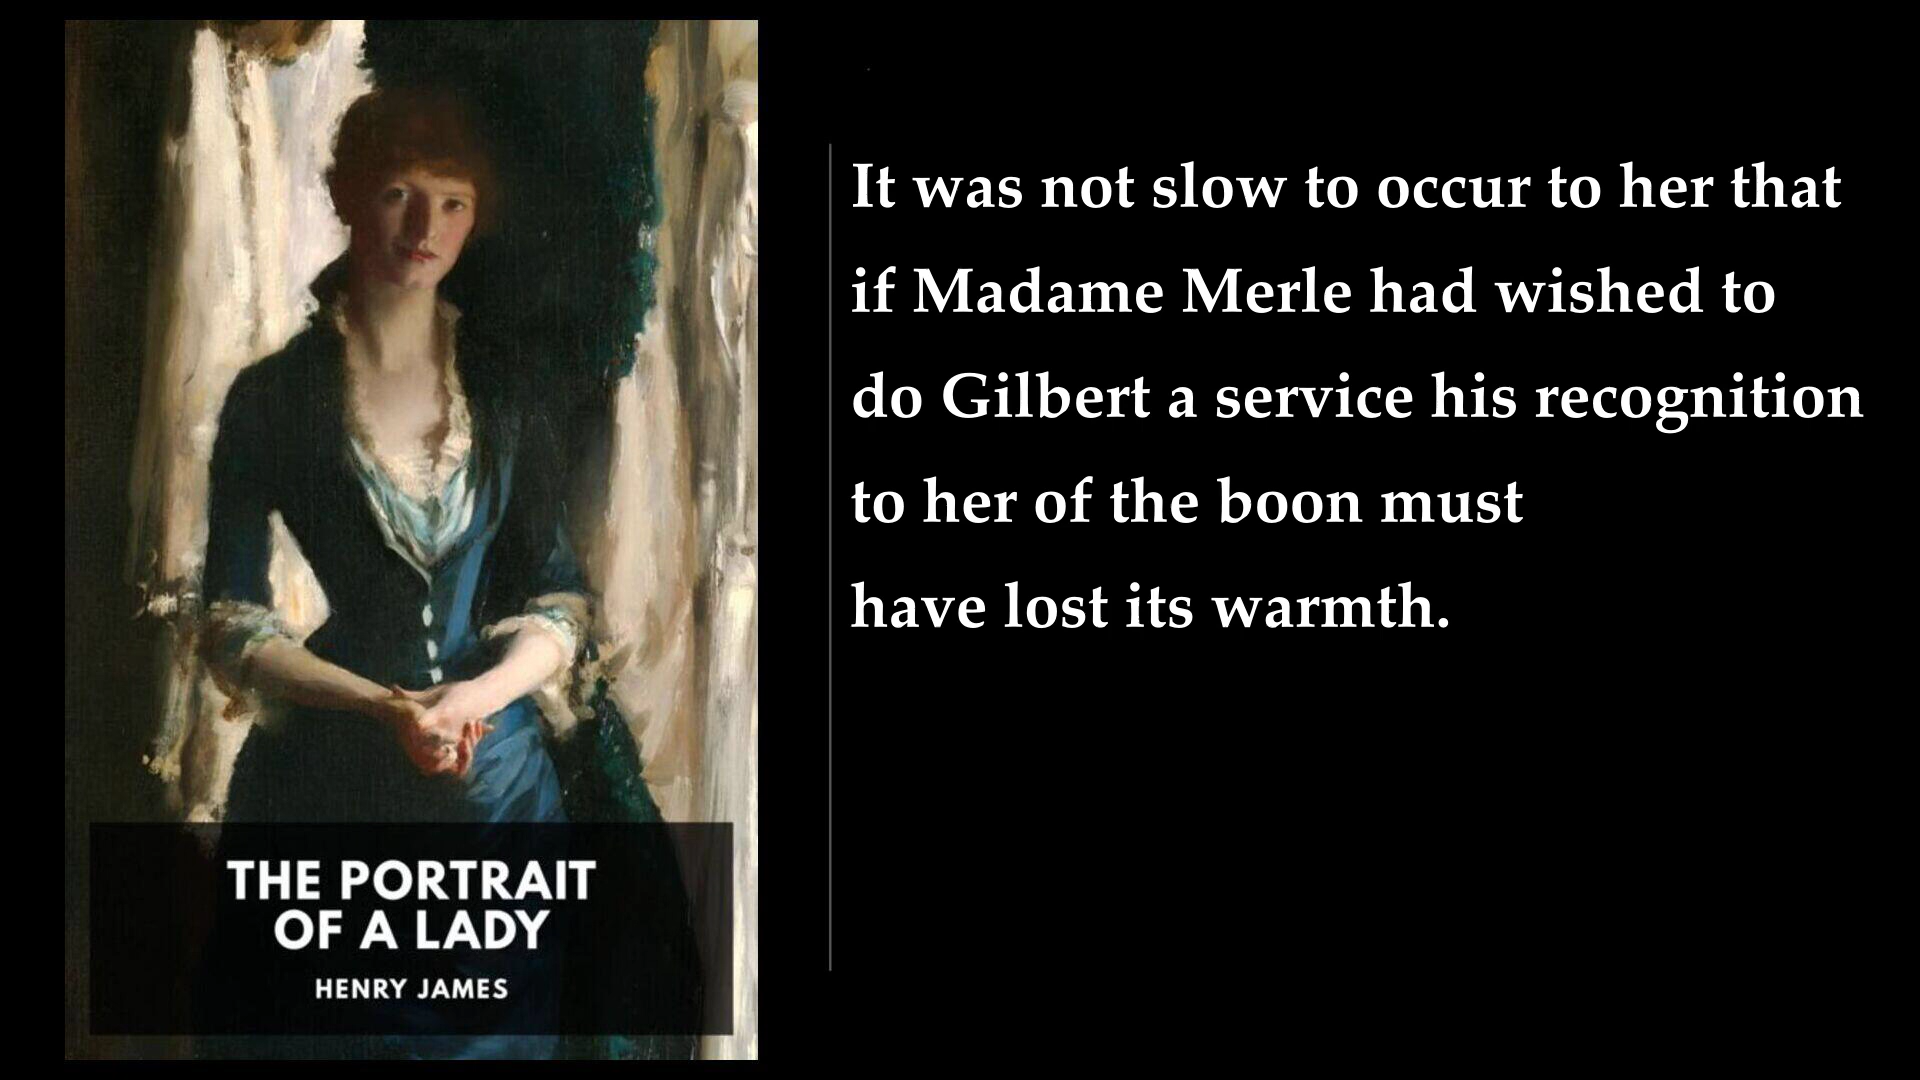 It was not slow to occur to her that
if Madame Merle had wished to
do Gilbert a service his recognition
to her of the boon must
have lost its warmth.
THE PORTRAIT
OF A LADY
HENRY JAMES